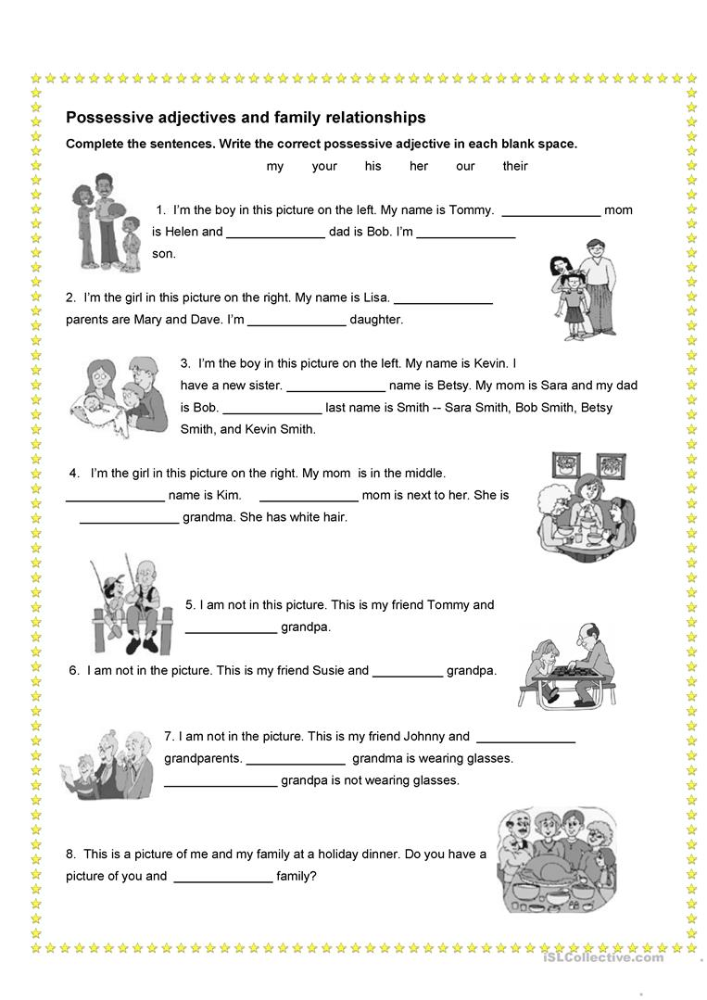 Possessive adjectives and family relationships
Complete the sentences. Write the correct possessive adjective in each blank space.
my your his her our their
1. I'm the boy in this picture on the left. My name is Tommy. ______________ mom
is Helen and ______________ dad is Bob. I'm ______________
son.
2. I'm the girl in this picture on the right. My name is Lisa. ______________
parents are Mary and Dave. I'm ______________ daughter.
3. I'm the boy in this picture on the left. My name is Kevin. I
have a new sister. ______________ name is Betsy. My mom is Sara and my dad
is Bob. ______________ last name is Smith -- Sara Smith, Bob Smith, Betsy
Smith, and Kevin Smith.
4. I'm the girl in this picture on the right. My mom is in the middle.
______________ name is Kim. ______________ mom is next to her. She is
______________ grandma. She has white hair.
5. I am not in this picture. This is my friend Tommy and
_____________ grandpa.
6. I am not in the picture. This is my friend Susie and __________ grandpa.
7. I am not in the picture. This is my friend Johnny and ______________
grandparents. ______________ grandma is wearing glasses.
________________ grandpa is not wearing glasses.
8. This is a picture of me and my family at a holiday dinner. Do you have a
picture of you and ______________ family?
iSLCollective.com